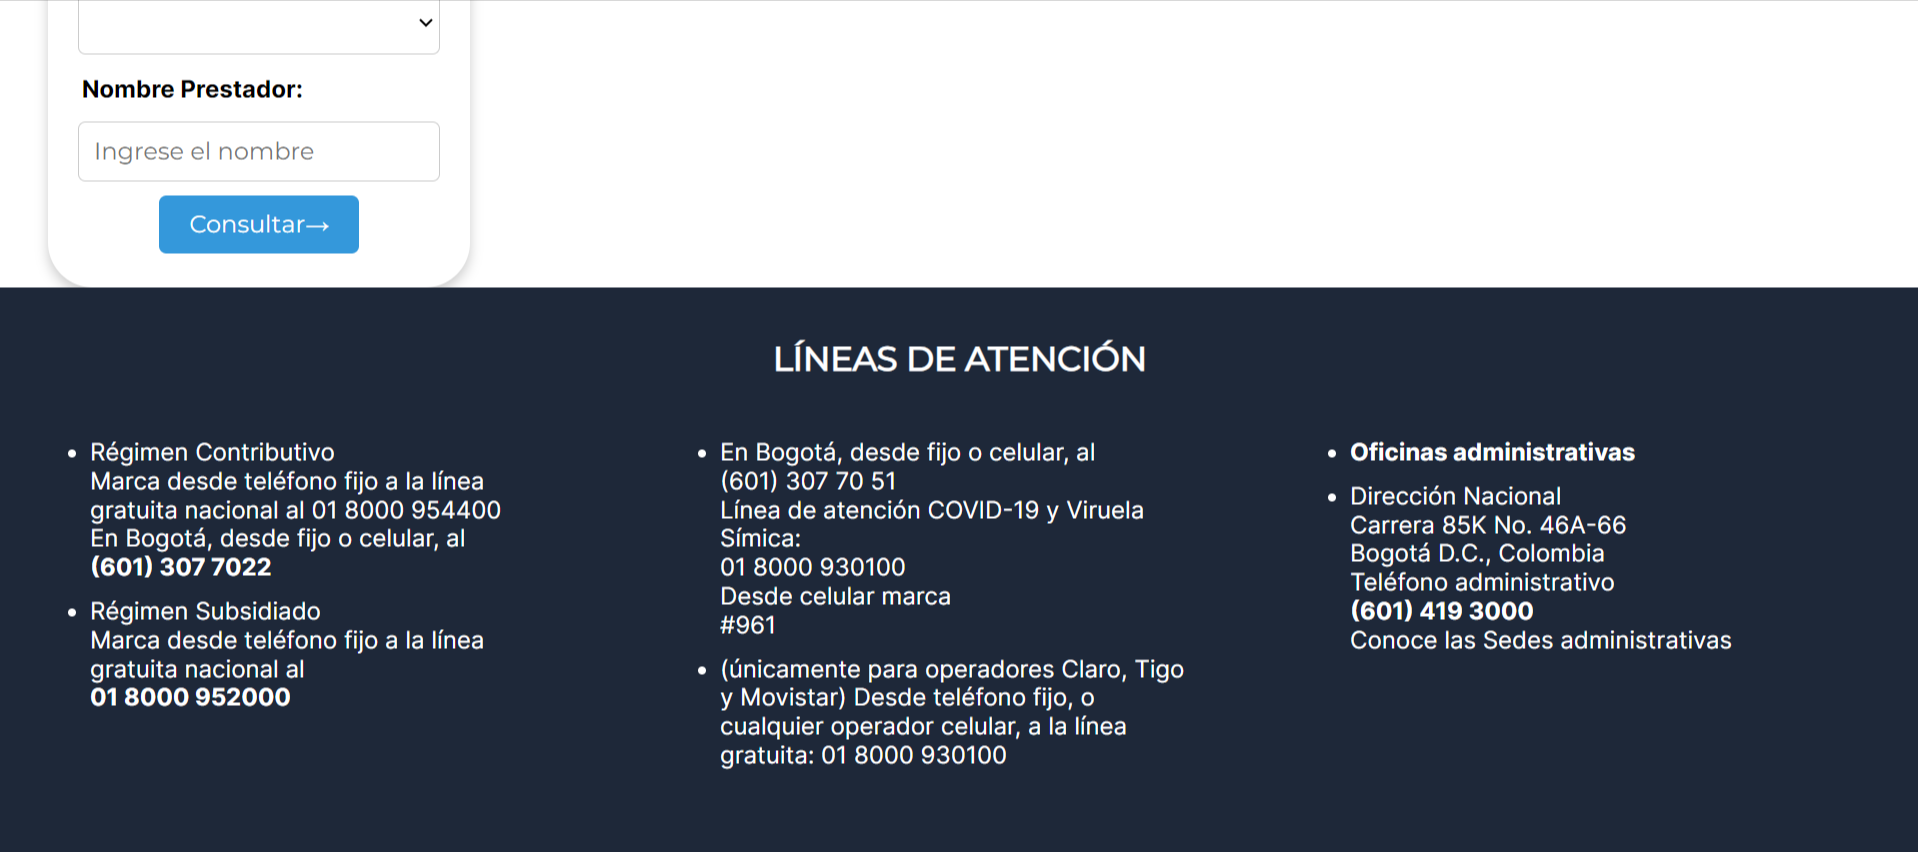 Nombre Prestador:
Ingrese el nombre
Consultar→
LÍNEAS DE ATENCIÓN
• Régimen Contributivo
Marca desde teléfono fijo a la línea
gratuita nacional al 01 8000 954400
En Bogotá, desde fijo o celular, al
(601) 307 7022
• Régimen Subsidiado
Marca desde teléfono fijo a la línea
gratuita nacional al
01 8000 952000
• En Bogotá, desde fijo o celular, al
(601) 307 70 51
Línea de atención COVID-19 y Viruela
Símica:
01 8000 930100
Desde celular marca
#961
• (únicamente para operadores Claro, Tigo
y Movistar) Desde teléfono fijo, o
cualquier operador celular, a la línea
gratuita: 01 8000 930100
• Oficinas administrativas
• Dirección Nacional
Carrera 85K No. 46A-66
Bogotá D.C., Colombia
Teléfono administrativo
(601) 419 3000
Conoce las Sedes administrativas